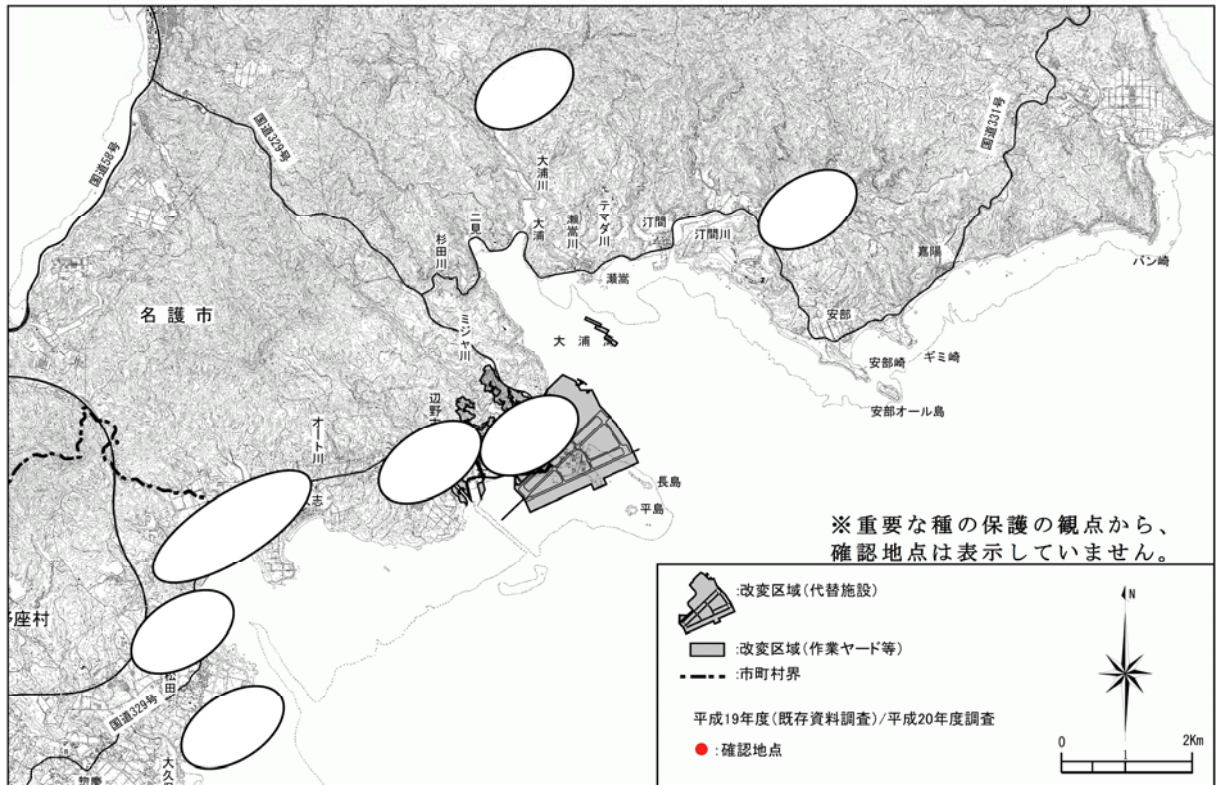 国道58号
国道329号
国道331号
大浦川
大浦
瀬嵩川
テマダ川
汀間
汀間川
二見
杉田川
瀬嵩
嘉陽
バン崎
名護市
ミジャ川
大浦
安部
安部崎
ギミ崎
安部オール島
辺野
オート川
志
長島
平島
※重要な種の保護の観点から、
確認地点は表示していません。
座村
松田
国道329号
惣慶
:改変区域(代替施設)
:改変区域(作業ヤード等)
:市町村界
平成19年度(既存資料調査)/平成20年度調査
:確認地点
N
0 1 2Km